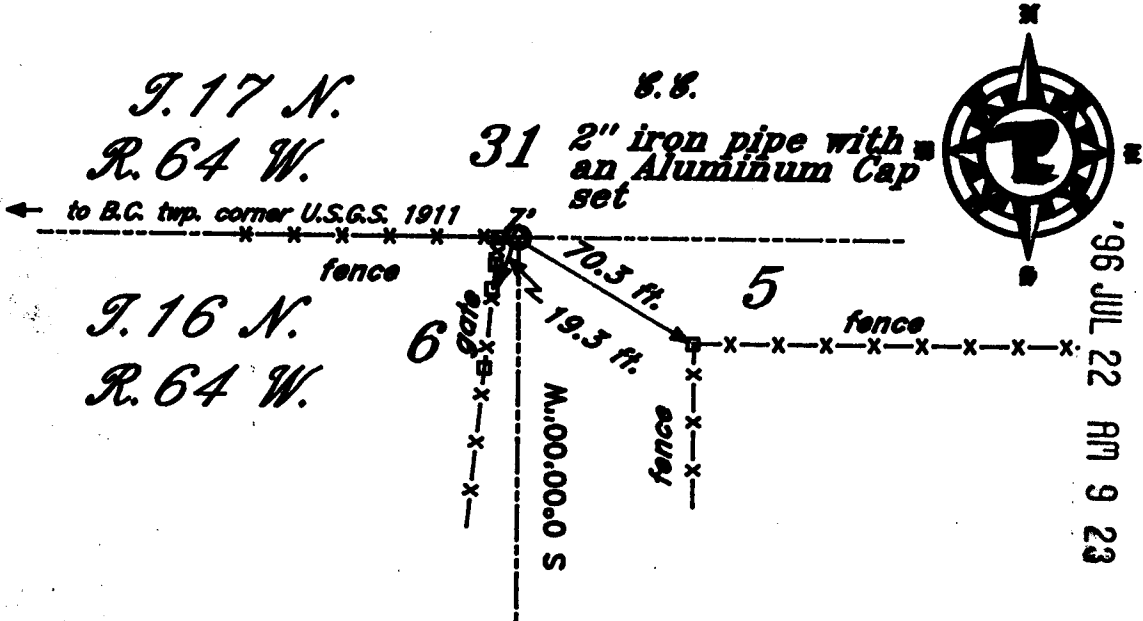 T. 17 N.
R. 64 W.
31
C.C.
2" iron pipe with
an Aluminum Cap
set
N
W
E
S
to B.C. twp. corner U.S.G.S. 1911
7'
fence
70.3 ft.
19.3 ft.
5
fence
T. 16 N.
R. 64 W.
6
gate
fence
S 0°00'00"W
'96 JUL 22 AM 9 23